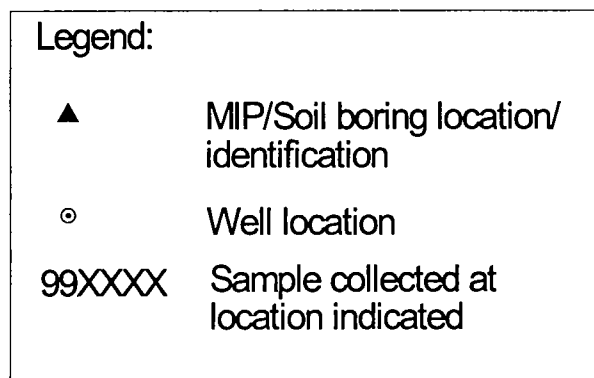 Legend:
MIP/Soil boring location/
identification
Well location
99XXXX Sample collected at
location indicated